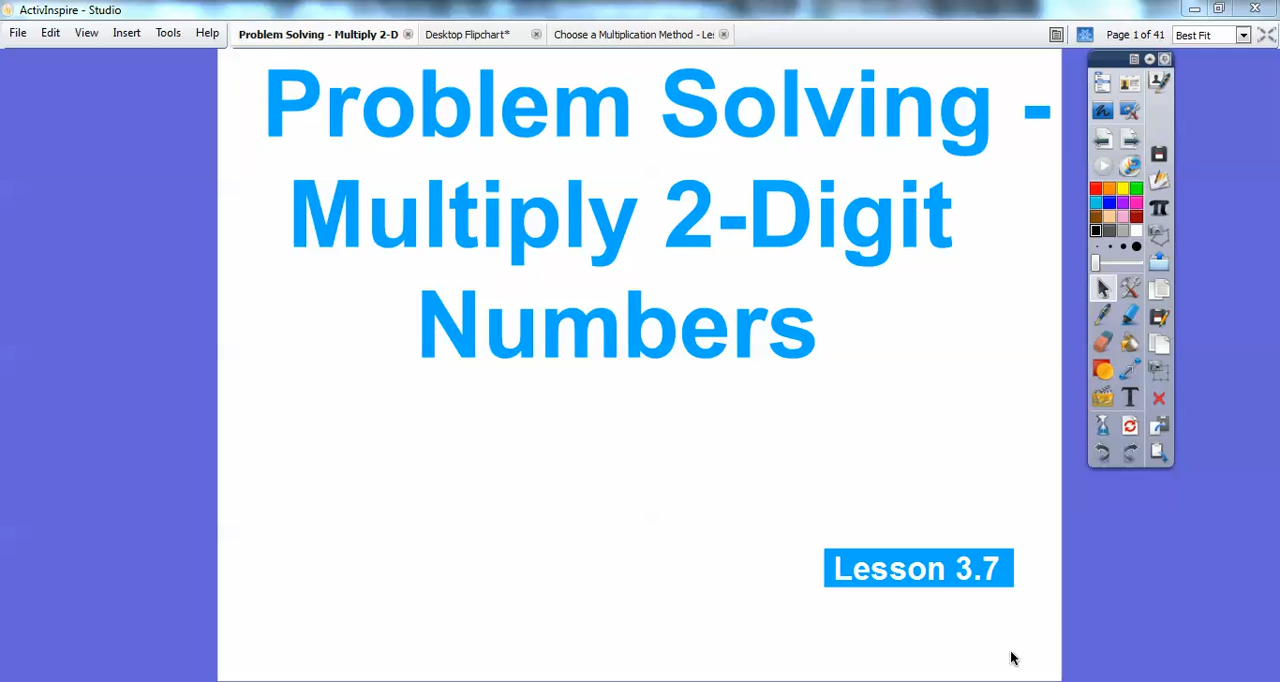 ActivInspire - Studio
File Edit View Insert Tools Help Problem Solving - Multiply 2-D Desktop Flipchart* Choose a Multiplication Method - Le: Page 1 of 41 Best Fit
Problem Solving -
Multiply 2-Digit
Numbers
Lesson 3.7